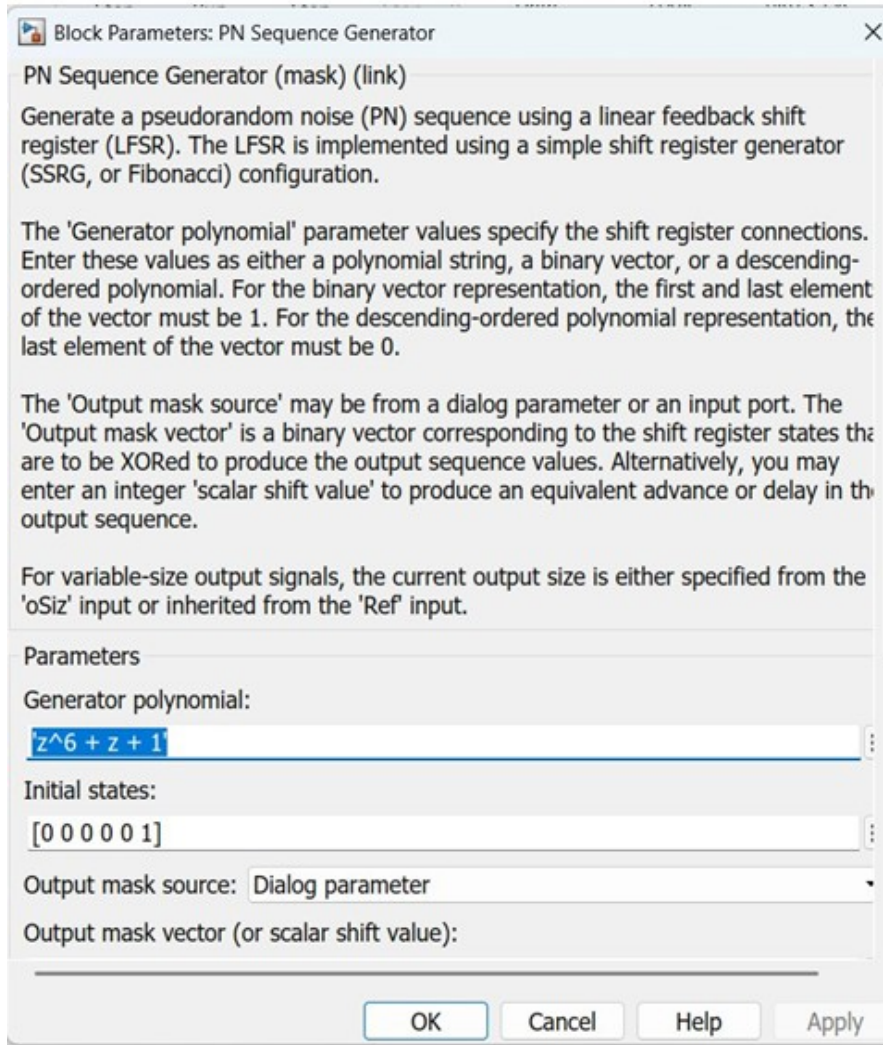 Block Parameters: PN Sequence Generator
PN Sequence Generator (mask) (link)
Generate a pseudorandom noise (PN) sequence using a linear feedback shift
register (LFSR). The LFSR is implemented using a simple shift register generator
(SSRG, or Fibonacci) configuration.
The 'Generator polynomial' parameter values specify the shift register connections.
Enter these values as either a polynomial string, a binary vector, or a descending-
ordered polynomial. For the binary vector representation, the first and last element
of the vector must be 1. For the descending-ordered polynomial representation, the
last element of the vector must be 0.
The 'Output mask source' may be from a dialog parameter or an input port. The
'Output mask vector' is a binary vector corresponding to the shift register states tha
are to be XORed to produce the output sequence values. Alternatively, you may
enter an integer 'scalar shift value' to produce an equivalent advance or delay in th
output sequence.
For variable-size output signals, the current output size is either specified from the
'oSiz' input or inherited from the 'Ref' input.
Parameters
Generator polynomial:
'z^6 + z + 1'
Initial states:
[0 0 0 0 0 1]
Output mask source: Dialog parameter
Output mask vector (or scalar shift value):
OK Cancel Help Apply